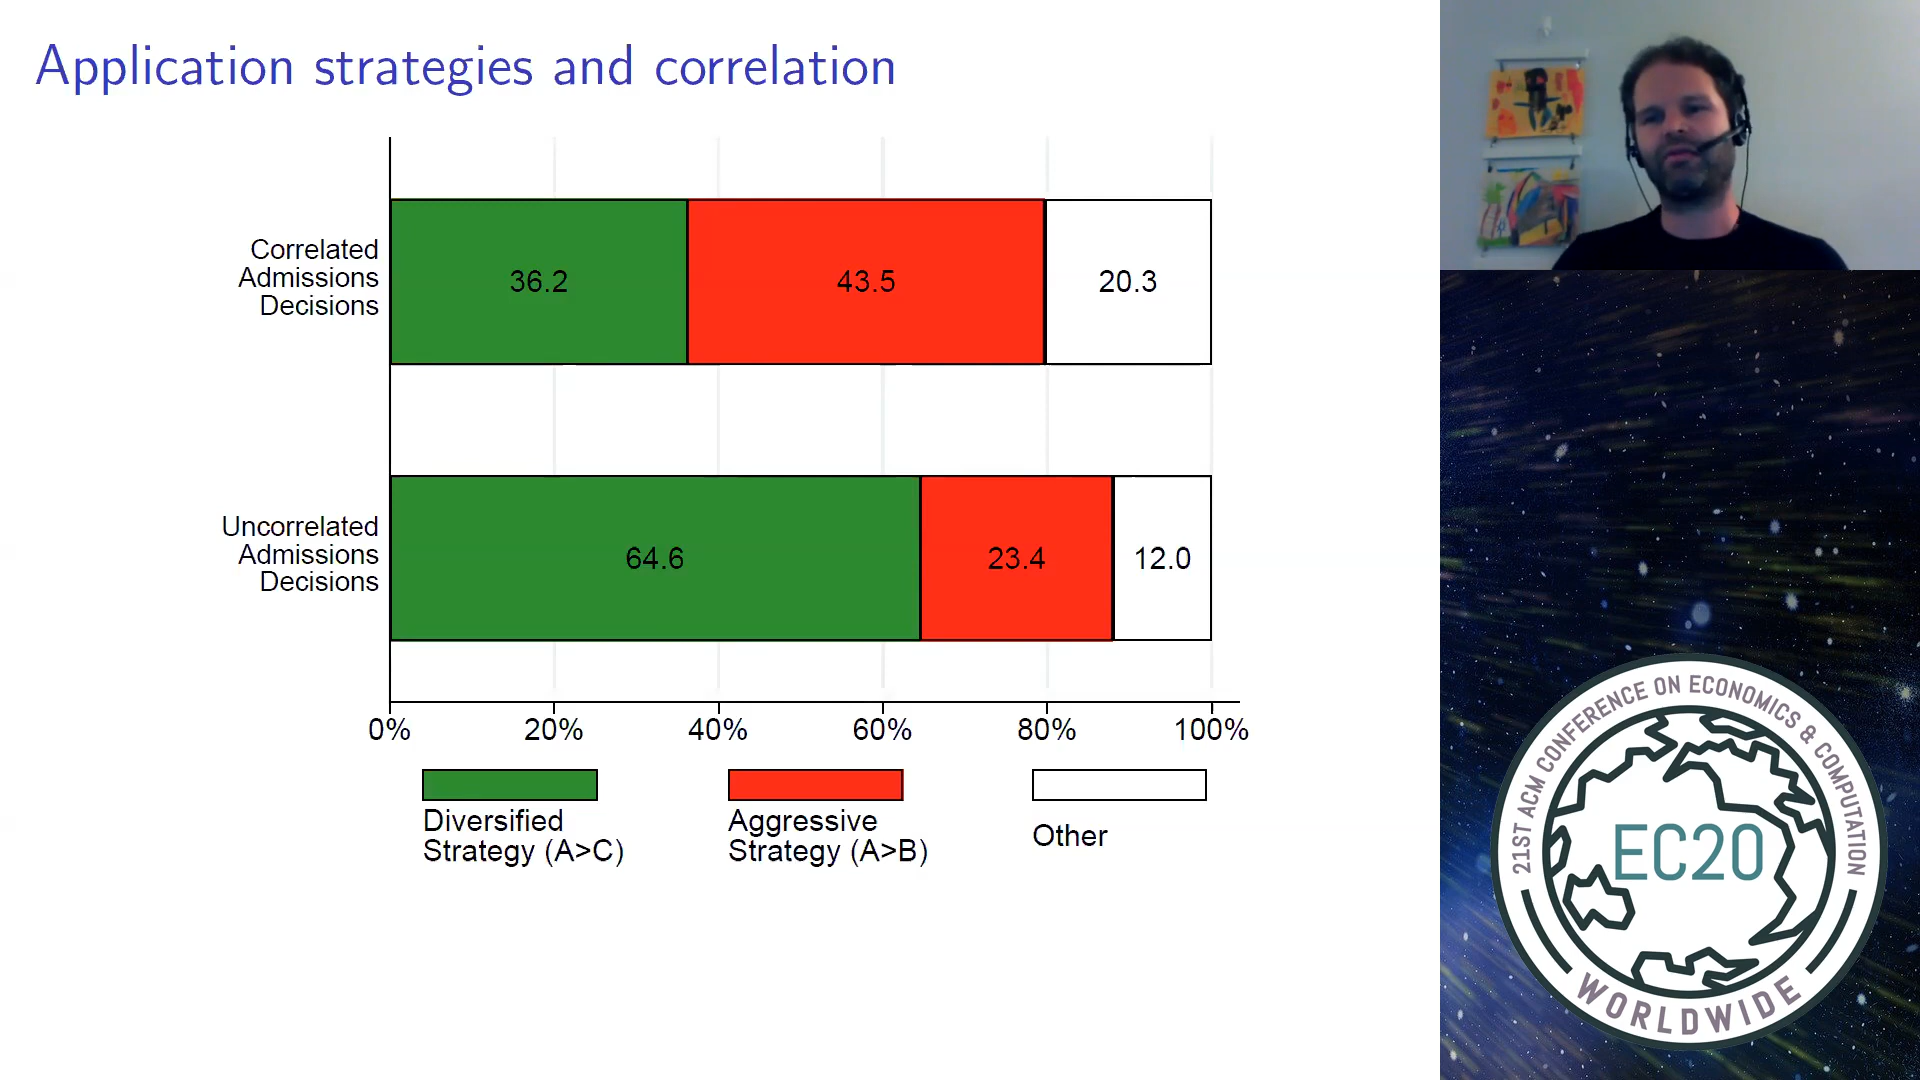 Application strategies and correlation
Correlated
Admissions
Decisions
36.2
43.5
20.3
Uncorrelated
Admissions
Decisions
64.6
23.4
12.0
0%
20%
40%
60%
80%
100%
Diversified
Strategy (A>C)
Aggressive
Strategy (A>B)
Other
21ST ACM CONFERENCE ON ECONOMICS & COMPUTATION
EC20
WORLDWIDE